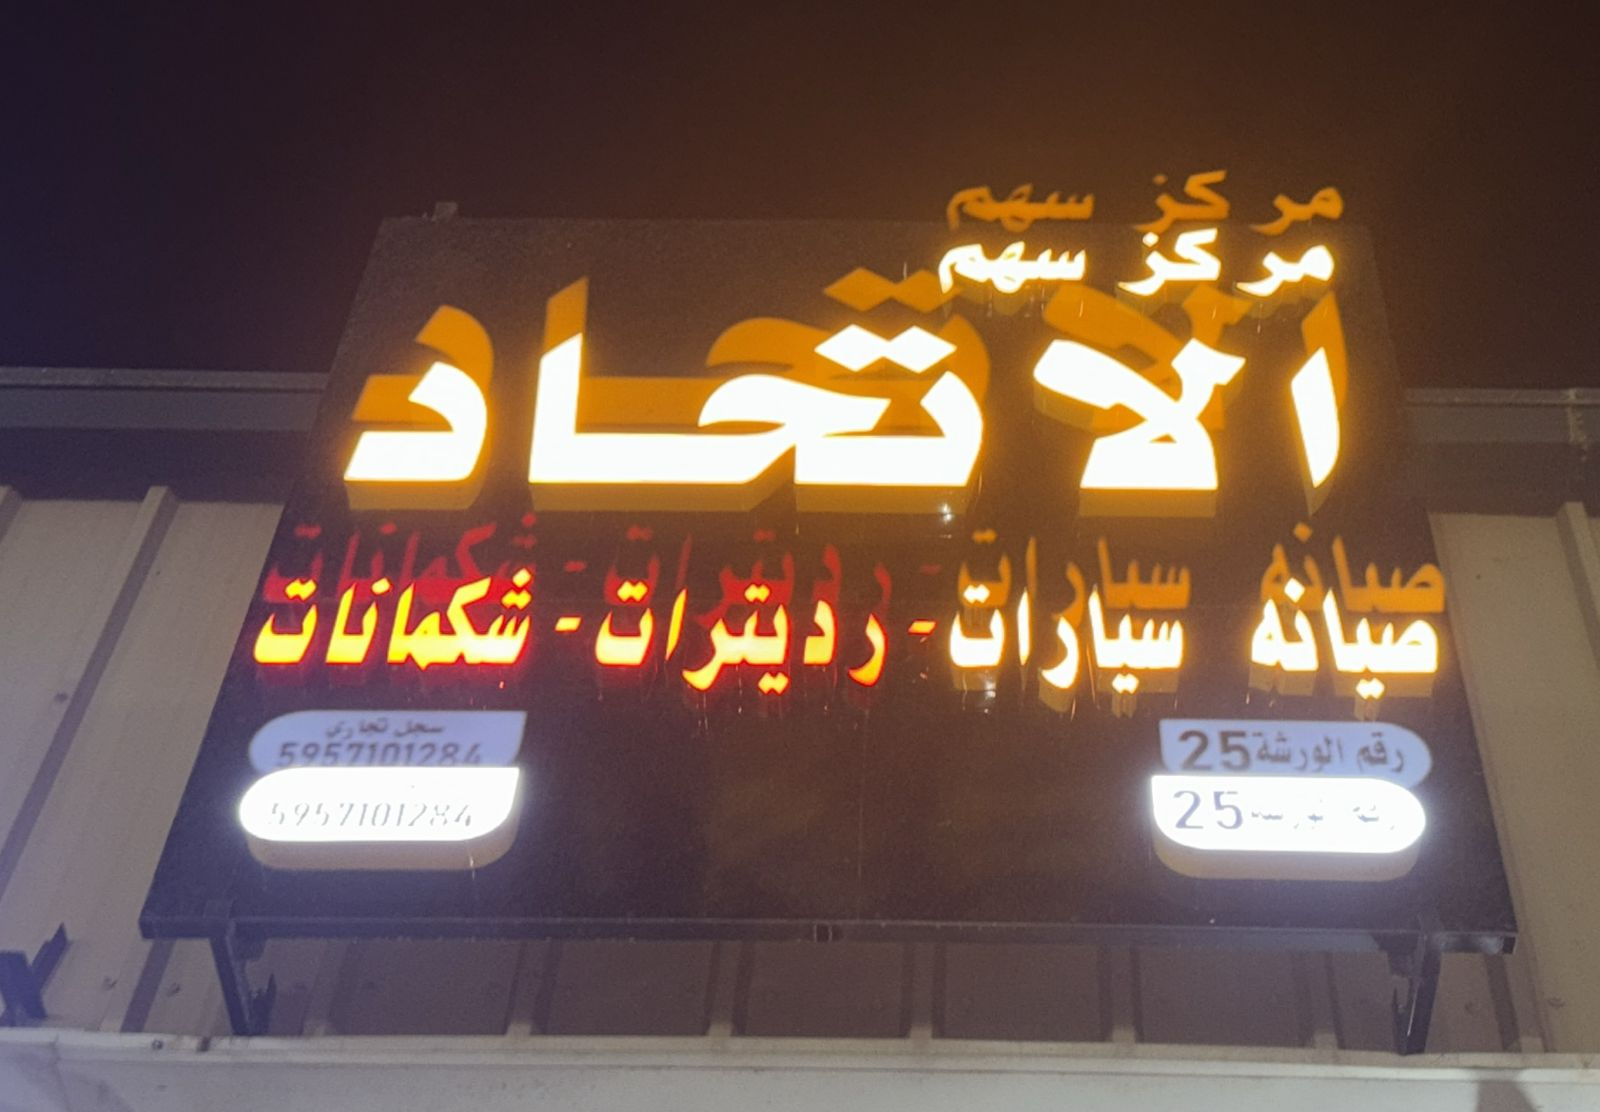 مركز سهم
الاتحاد
صيانه سيارات - رديترات - شكمانات
سجل تجاري
5957101284
رقم الورشة 25